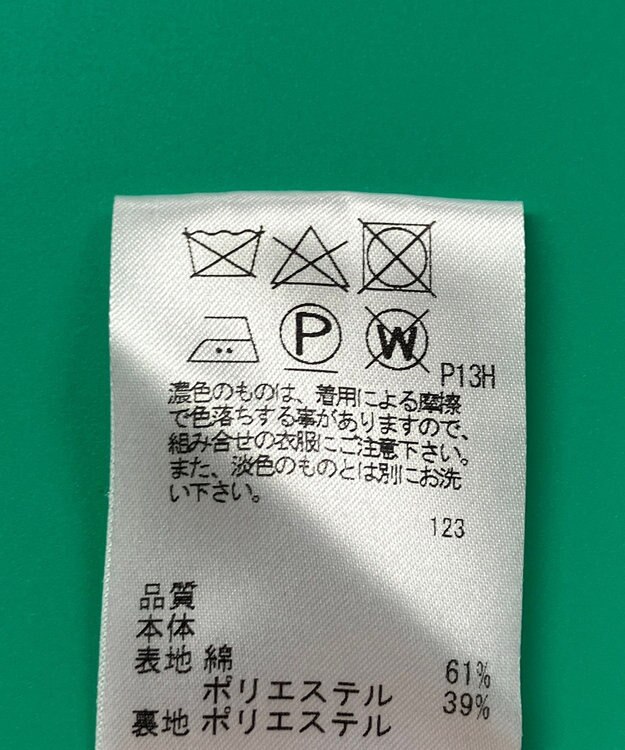 P W P13H
濃色のものは、着用による摩擦
で色落ちする事がありますので、
組み合せの衣服にご注意下さい。
また、淡色のものとは別にお洗
い下さい。
123
品質
本体
表地 綿 61%
ポリエステル 39%
裏地 ポリエステル